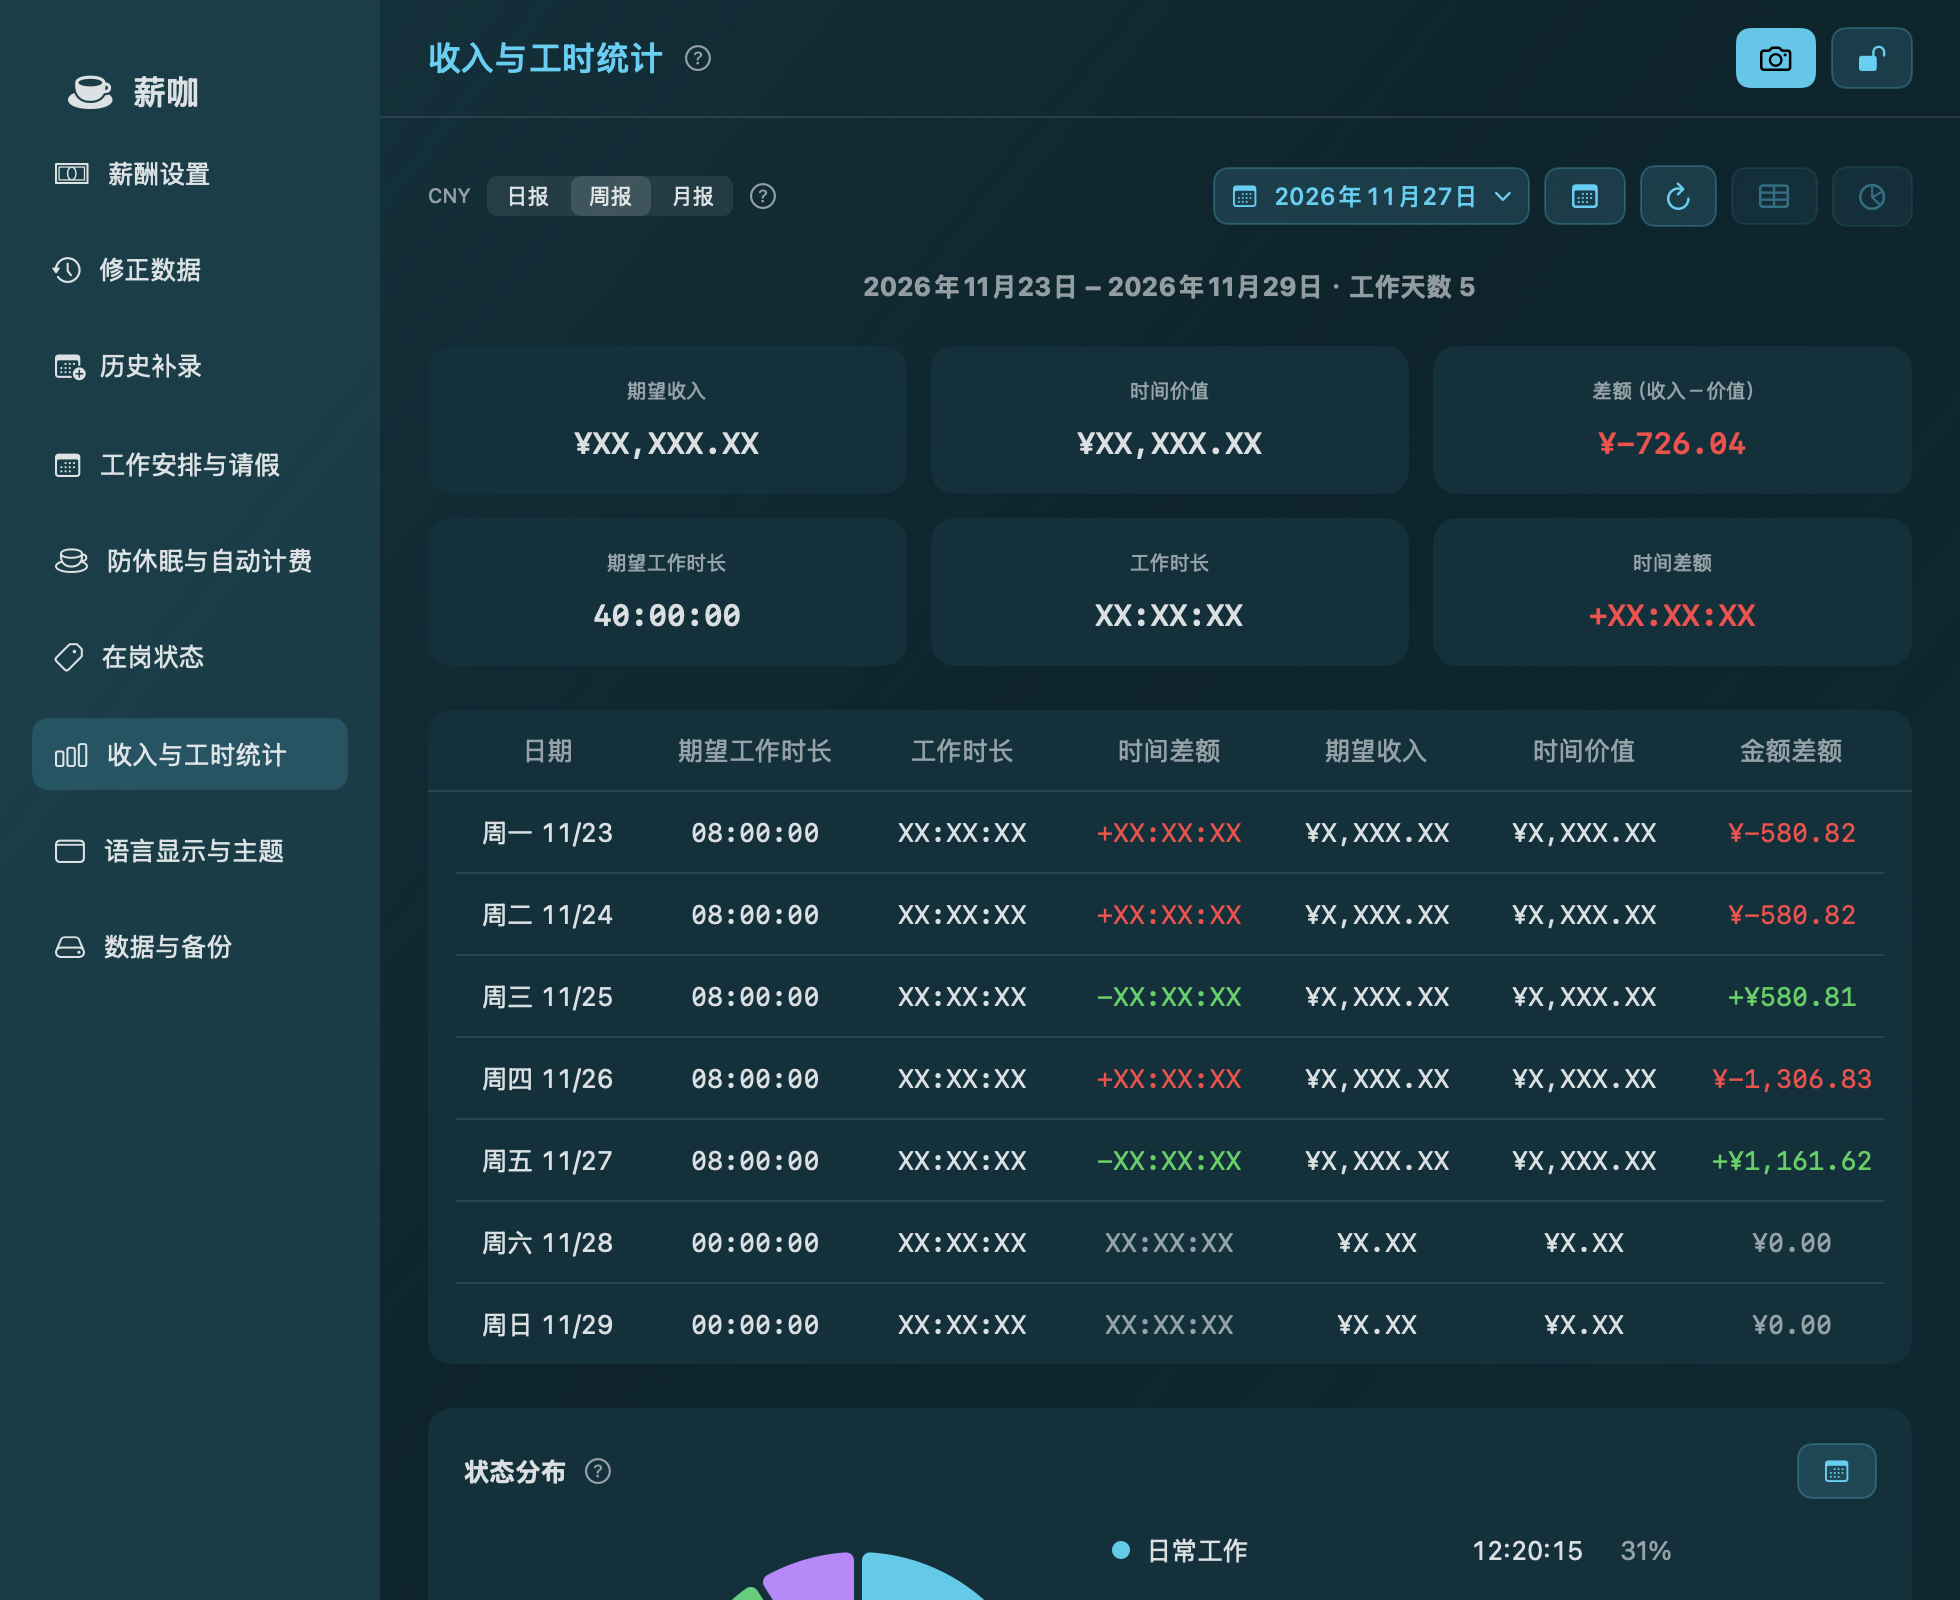 薪咖
薪酬设置
修正数据
历史补录
工作安排与请假
防休眠与自动计费
在岗状态
收入与工时统计
语言显示与主题
数据与备份
收入与工时统计 ?
CNY 日报 周报 月报 ? 2026年11月27日
2026年11月23日 – 2026年11月29日 · 工作天数 5
期望收入
¥XX,XXX.XX
时间价值
¥XX,XXX.XX
差额 (收入 – 价值)
¥-726.04
期望工作时长
40:00:00
工作时长
XX:XX:XX
时间差额
+XX:XX:XX
日期 期望工作时长 工作时长 时间差额 期望收入 时间价值 金额差额
周一 11/23 08:00:00 XX:XX:XX +XX:XX:XX ¥X,XXX.XX ¥X,XXX.XX ¥-580.82
周二 11/24 08:00:00 XX:XX:XX +XX:XX:XX ¥X,XXX.XX ¥X,XXX.XX ¥-580.82
周三 11/25 08:00:00 XX:XX:XX -XX:XX:XX ¥X,XXX.XX ¥X,XXX.XX +¥580.81
周四 11/26 08:00:00 XX:XX:XX +XX:XX:XX ¥X,XXX.XX ¥X,XXX.XX ¥-1,306.83
周五 11/27 08:00:00 XX:XX:XX -XX:XX:XX ¥X,XXX.XX ¥X,XXX.XX +¥1,161.62
周六 11/28 00:00:00 XX:XX:XX XX:XX:XX ¥X.XX ¥X.XX ¥0.00
周日 11/29 00:00:00 XX:XX:XX XX:XX:XX ¥X.XX ¥X.XX ¥0.00
状态分布 ?
日常工作 12:20:15 31%